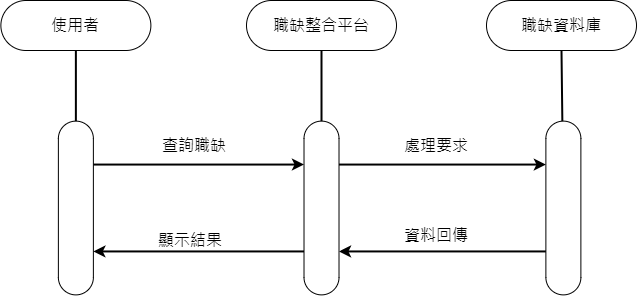 使用者
職缺整合平台
職缺資料庫
查詢職缺
處理要求
顯示結果
資料回傳